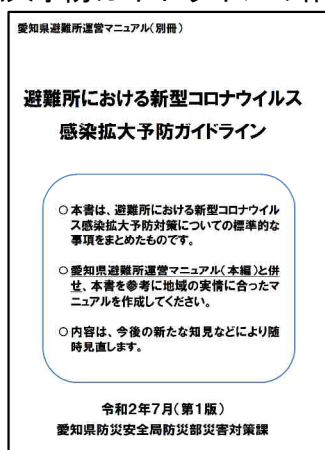 愛知県避難所運営マニュアル(別冊)
避難所における新型コロナウイルス
感染拡大予防ガイドライン
○ 本書は、避難所における新型コロナウイル
ス感染拡大予防対策についての標準的な
事項をまとめたものです。
○ 愛知県避難所運営マニュアル(本編)と併
せ、本書を参考に地域の実情に合ったマ
ニュアルを作成してください。
○ 内容は、今後の新たな知見などにより随
時見直します。
令和2年7月(第1版)
愛知県防災安全局防災部災害対策課